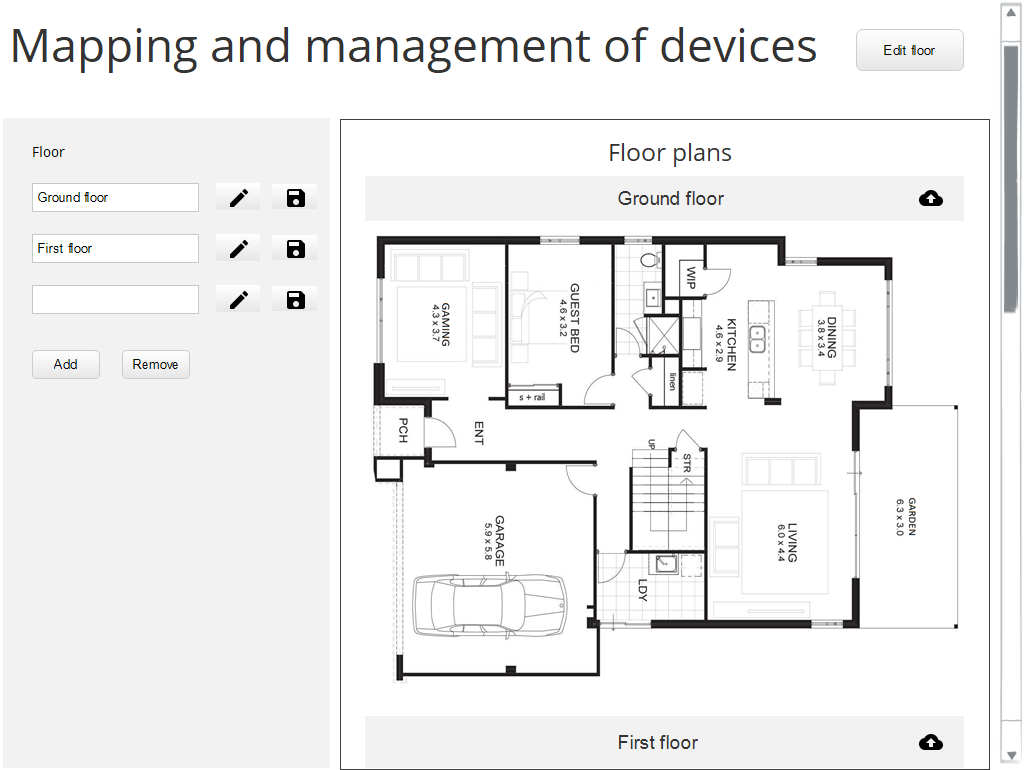 Mapping and management of devices
Edit floor
Floor
Ground floor
First floor
Add
Remove
Floor plans
Ground floor
GAMING
4.3 x 3.7
GUEST BED
4.6 x 3.2
WIP
KITCHEN
4.6 x 2.9
DINING
3.8 x 3.4
linen
s + rail
PCH
ENT
UP
STR
GARAGE
5.9 x 5.8
LDY
LIVING
6.0 x 4.4
GARDEN
6.3 x 3.0
First floor